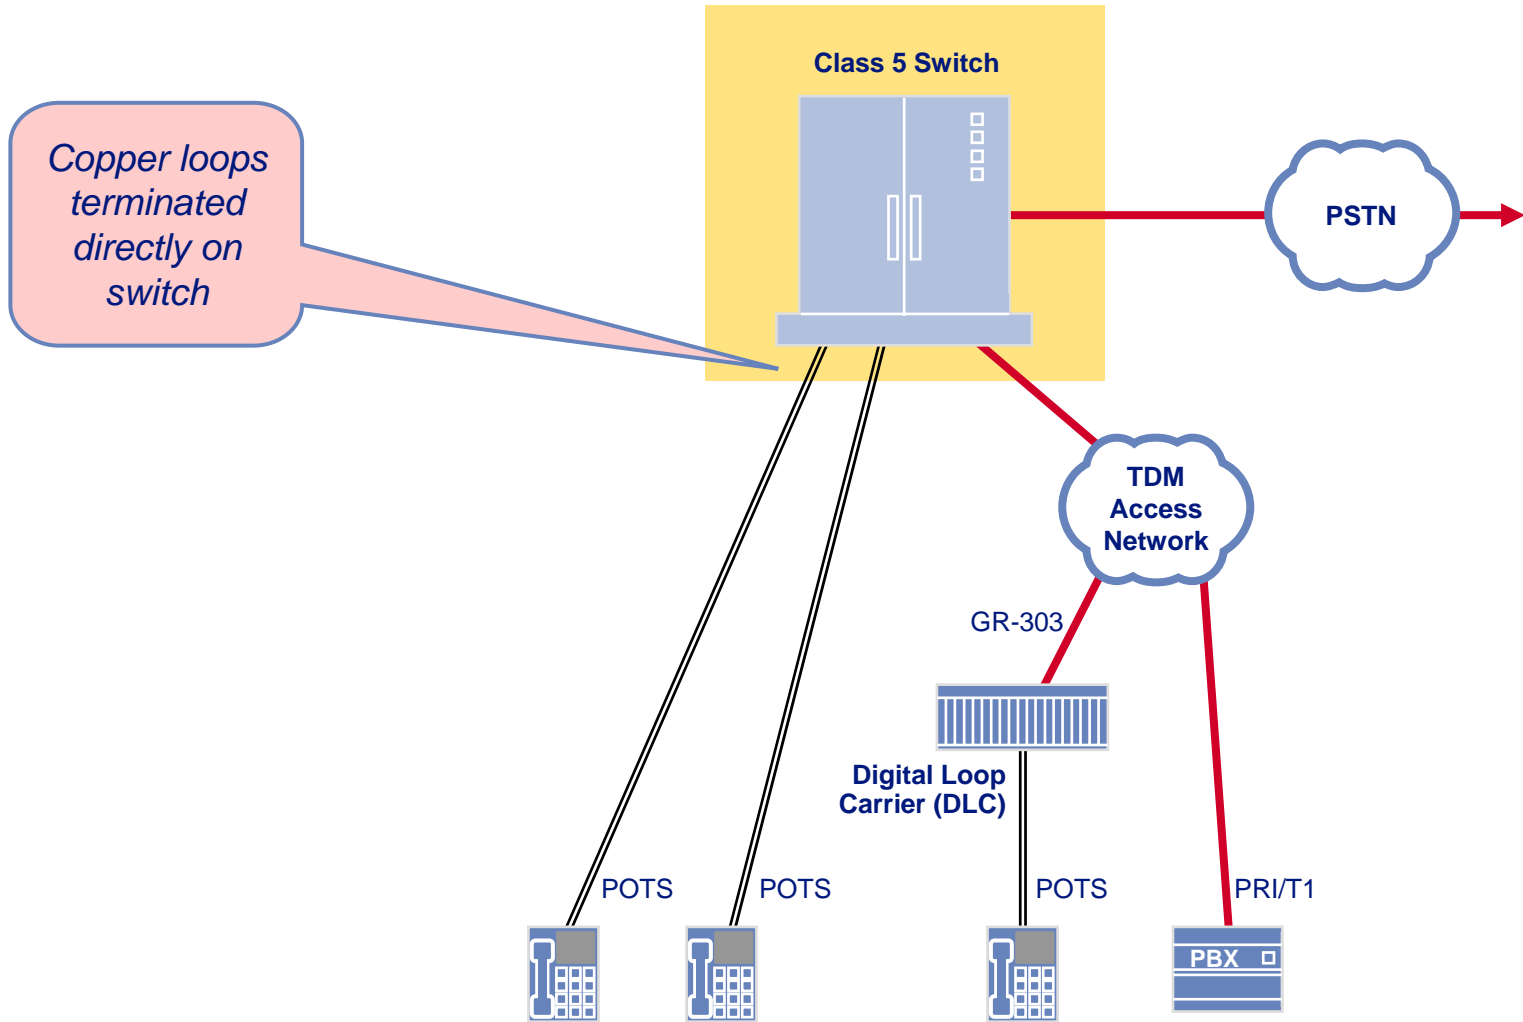 Class 5 Switch
Copper loops
terminated
directly on
switch
PSTN
TDM
Access
Network
GR-303
Digital Loop
Carrier (DLC)
POTS
POTS
POTS
PRI/T1
PBX